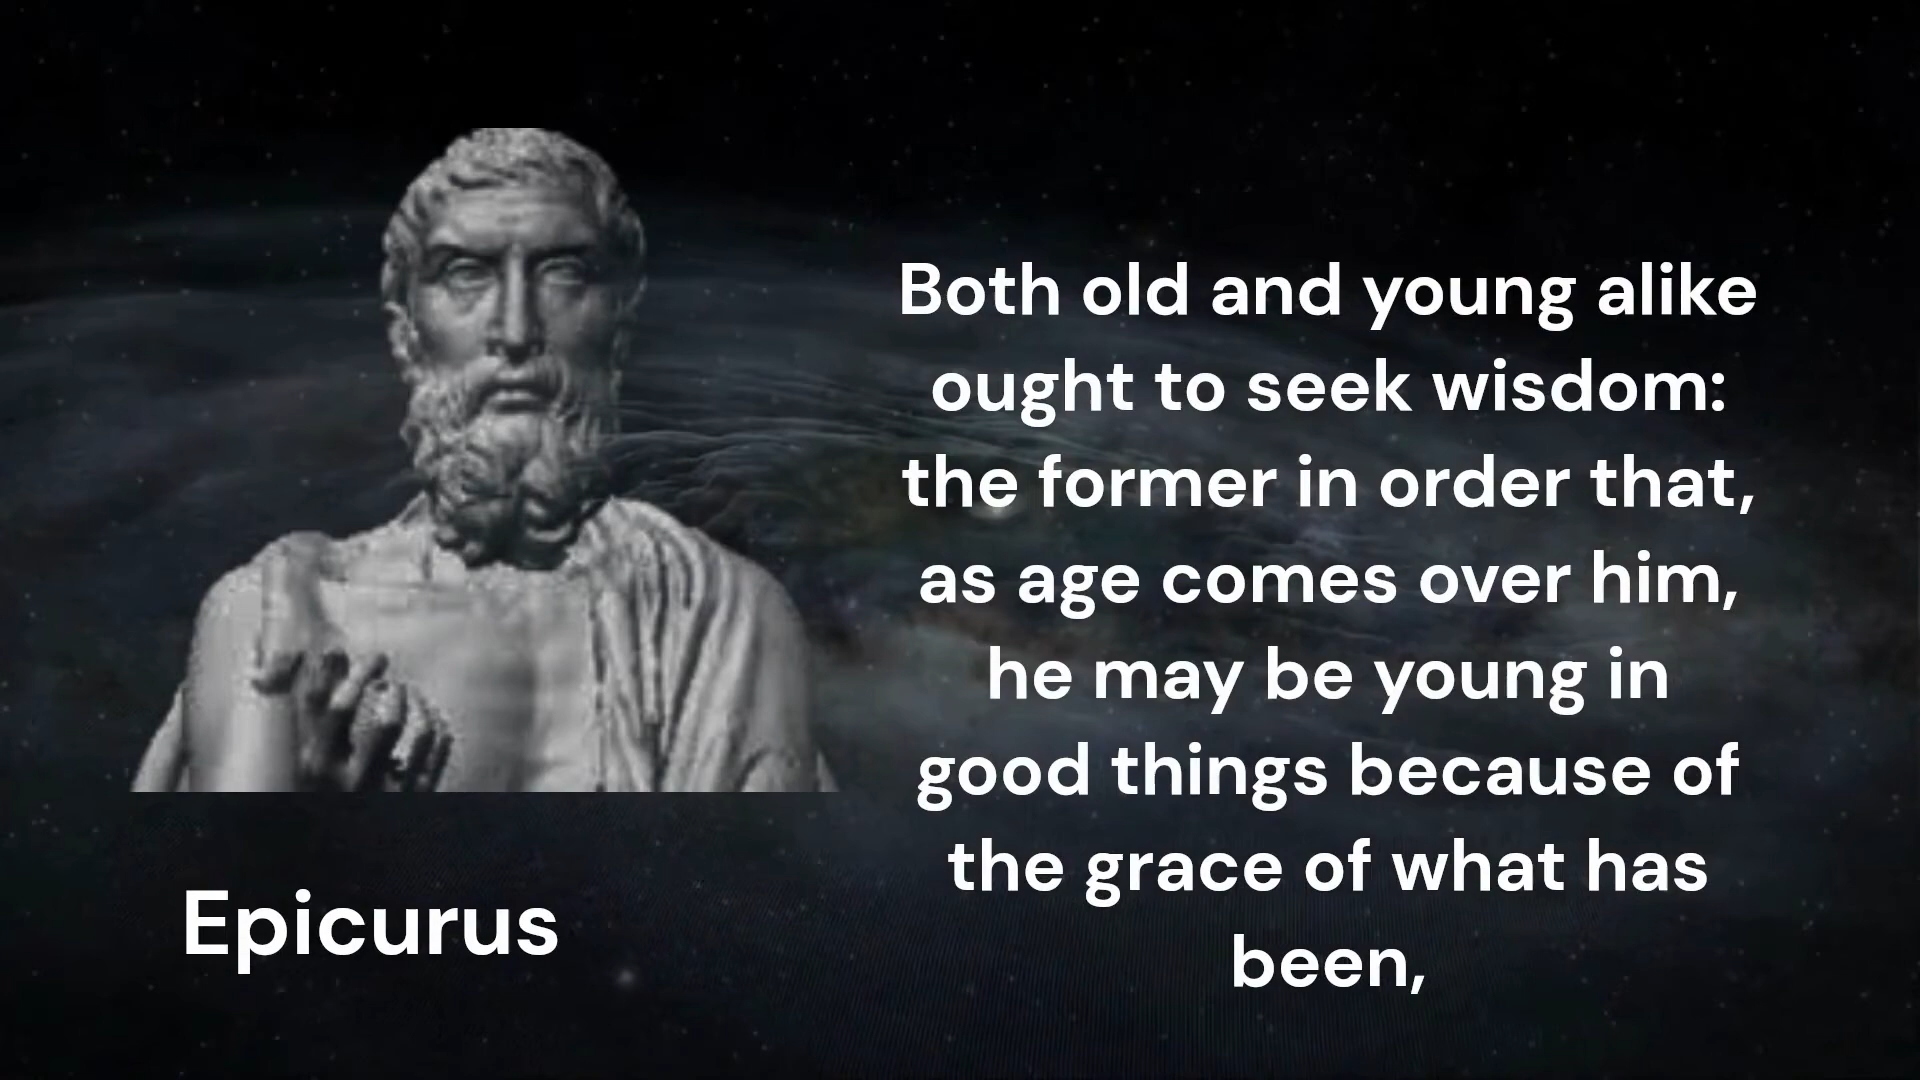 Both old and young alike
ought to seek wisdom:
the former in order that,
as age comes over him,
he may be young in
good things because of
the grace of what has
been,
Epicurus